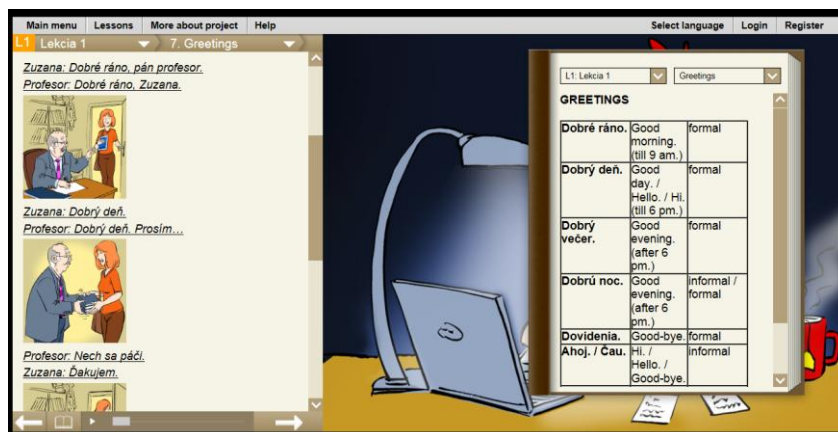 Main menu Lessons More about project Help Select language Login Register
L1 Lekcia 1 7. Greetings
Zuzana: Dobré ráno, pán profesor.
Profesor: Dobré ráno, Zuzana.
Zuzana: Dobrý deň.
Profesor: Dobrý deň. Prosím…
Profesor: Nech sa páči.
Zuzana: Ďakujem.
L1: Lekcia 1 Greetings
GREETINGS
Dobré ráno. Good formal
morning.
(till 9 am.)
Dobrý deň. Good formal
day. /
Hello. / Hi.
(till 6 pm.)
Dobrý Good formal
večer. evening.
(after 6
pm.)
Dobrú noc. Good informal /
evening. formal
(after 6
pm.)
Dovidenia. Good-bye. formal
Ahoj. / Čau. Hi. / informal
Hello. /
Good-bye.